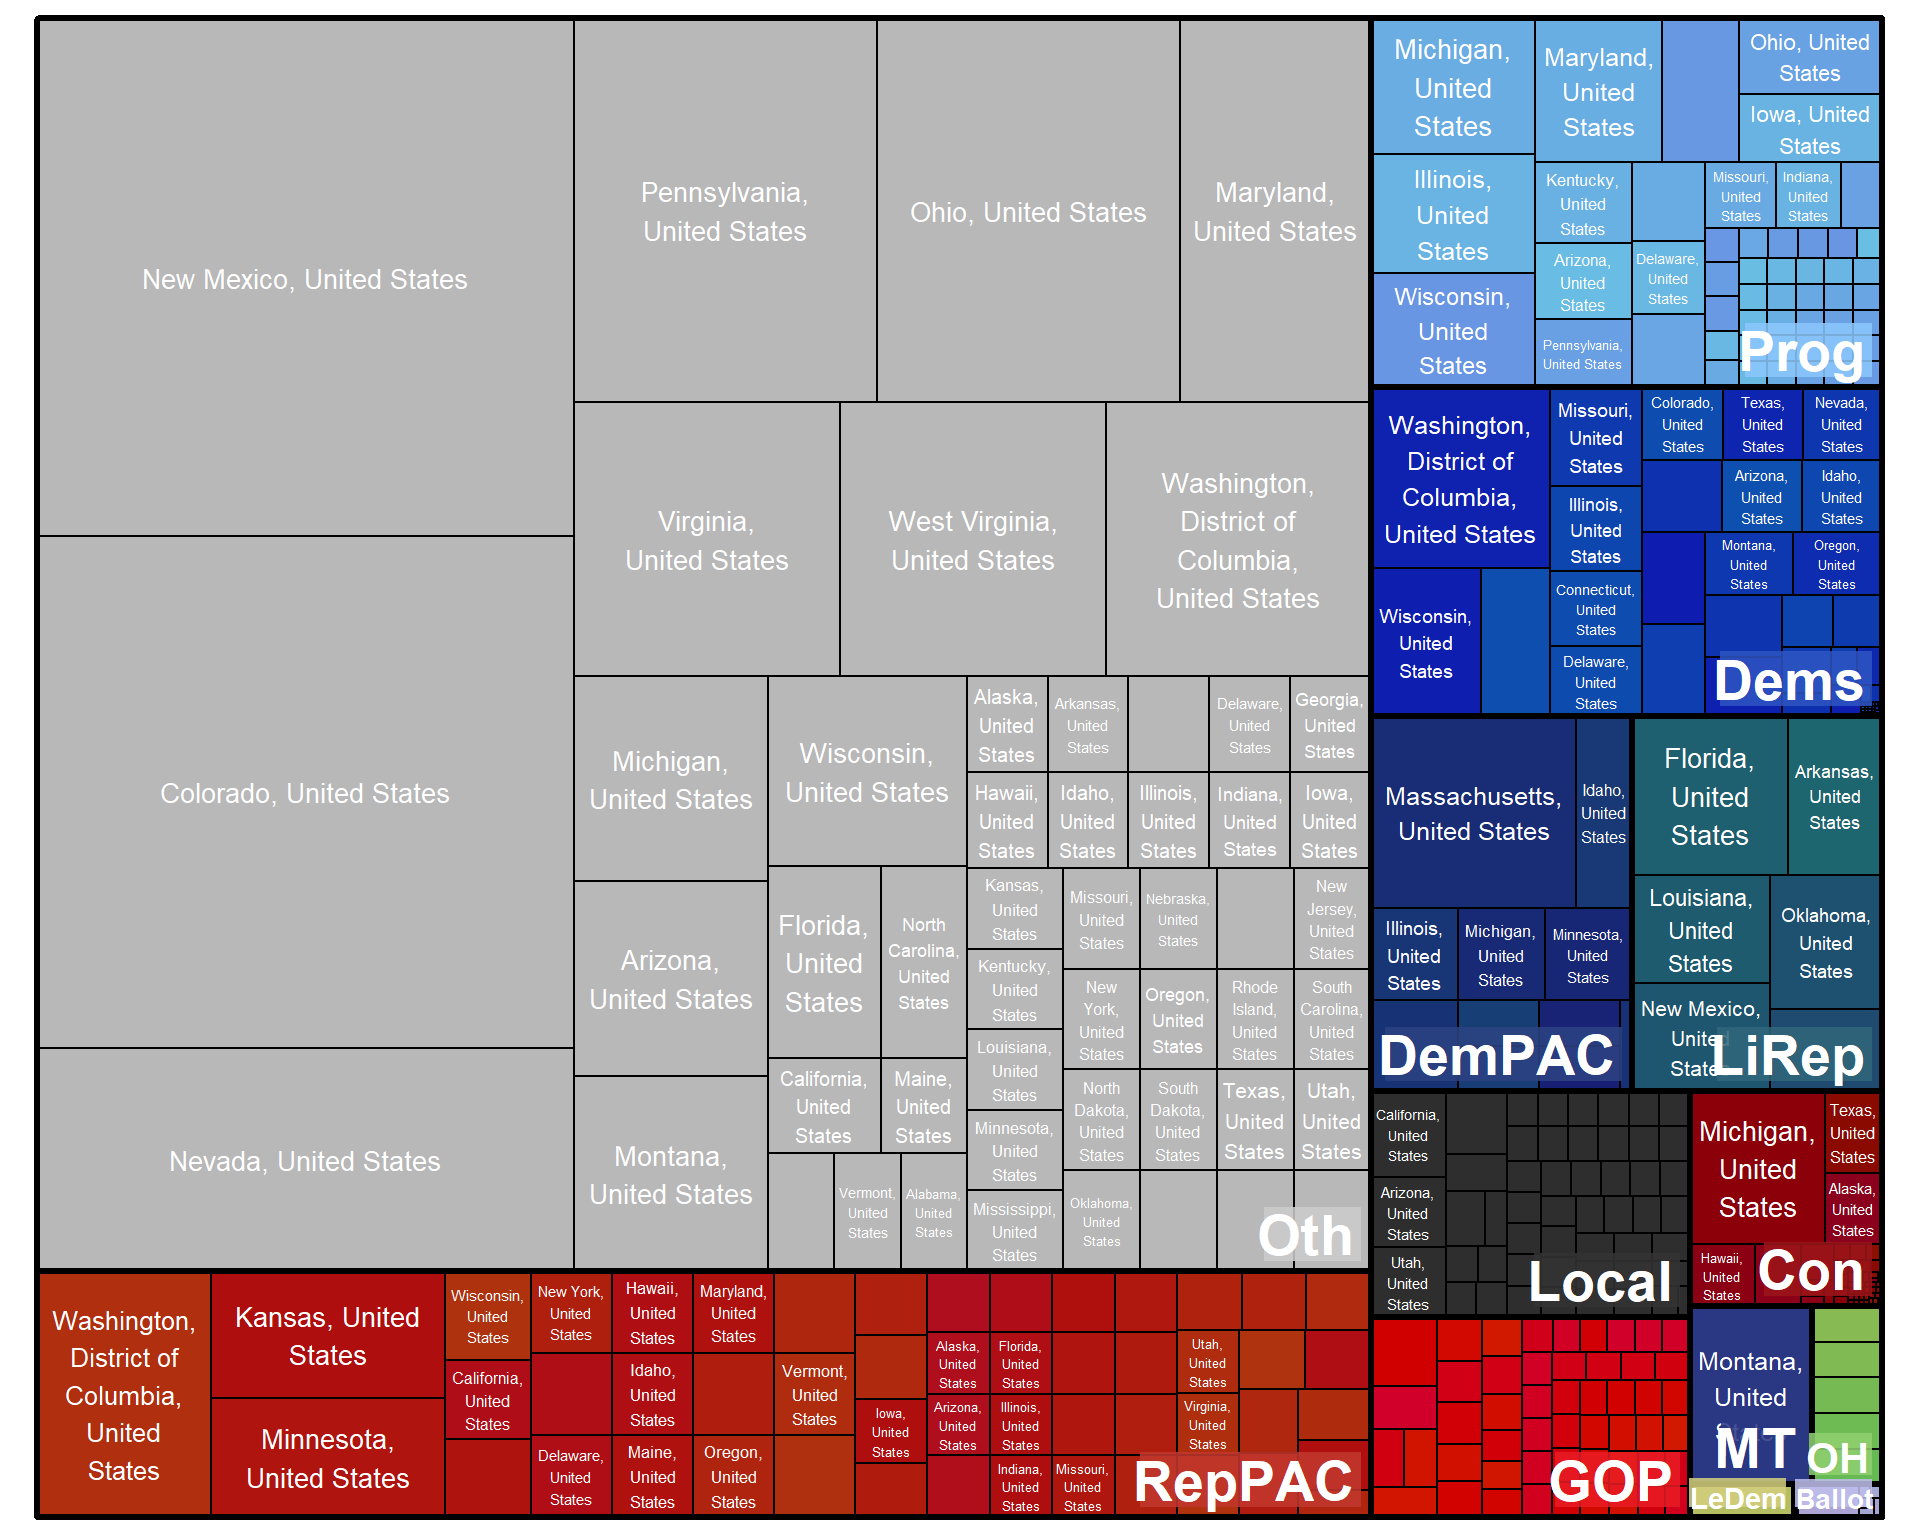 New Mexico, United States
Colorado, United States
Nevada, United States
Pennsylvania,
United States
Ohio, United States
Maryland,
United States
Virginia,
United States
West Virginia,
United States
Washington,
District of
Columbia,
United States
Michigan,
United States
Arizona,
United States
Montana,
United States
Wisconsin,
United States
Florida,
United
States
North
Carolina,
United
States
California,
United
States
Maine,
United
States
Vermont,
United
States
Alabama,
United
States
Alaska,
United
States
Arkansas,
United
States
Delaware,
United
States
Georgia,
United
States
Hawaii,
United
States
Idaho,
United
States
Illinois,
United
States
Indiana,
United
States
Iowa,
United
States
Kansas,
United
States
Kentucky,
United
States
Louisiana,
United
States
Minnesota,
United
States
Mississippi,
United
States
Missouri,
United
States
Nebraska,
United
States
New
Jersey,
United
States
New
York,
United
States
Oregon,
United
States
Rhode
Island,
United
States
South
Carolina,
United
States
North
Dakota,
United
States
South
Dakota,
United
States
Texas,
United
States
Utah,
United
States
Oklahoma,
United
States
Oth
Washington,
District of
Columbia,
United
States
Kansas, United
States
Minnesota,
United States
Wisconsin,
United
States
California,
United
States
New York,
United
States
Delaware,
United
States
Hawaii,
United
States
Idaho,
United
States
Maine,
United
States
Maryland,
United
States
Oregon,
United
States
Vermont,
United
States
Iowa,
United
States
Alaska,
United
States
Arizona,
United
States
Florida,
United
States
Illinois,
United
States
Indiana,
United
States
Missouri,
United
States
Utah,
United
States
Virginia,
United
States
RepPAC
Michigan,
United
States
Illinois,
United
States
Wisconsin,
United
States
Maryland,
United
States
Ohio, United
States
Iowa, United
States
Kentucky,
United
States
Arizona,
United
States
Pennsylvania,
United States
Delaware,
United
States
Missouri,
United
States
Indiana,
United
States
Prog
Washington,
District of
Columbia,
United States
Wisconsin,
United
States
Missouri,
United
States
Illinois,
United
States
Connecticut,
United
States
Delaware,
United
States
Colorado,
United
States
Texas,
United
States
Nevada,
United
States
Arizona,
United
States
Idaho,
United
States
Montana,
United
States
Oregon,
United
States
Dems
Massachusetts,
United States
Idaho,
United
States
Illinois,
United
States
Michigan,
United
States
Minnesota,
United
States
DemPAC
Florida,
United
States
Arkansas,
United
States
Louisiana,
United
States
Oklahoma,
United
States
New Mexico,
United
States
LiRep
California,
United
States
Arizona,
United
States
Utah,
United
States
Local
Michigan,
United
States
Texas,
United
States
Alaska,
United
States
Hawaii,
United
States
Con
GOP
Montana,
United
MT
OH
LeDem
Ballot